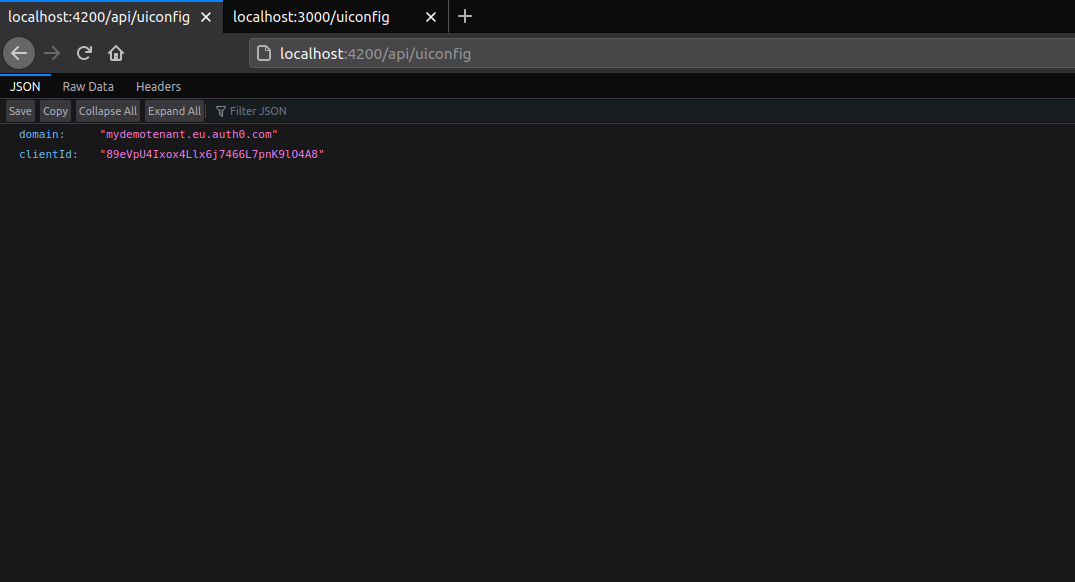 localhost:4200/api/uiconfig localhost:3000/uiconfig
localhost:4200/api/uiconfig
JSON Raw Data Headers
Save Copy Collapse All Expand All Filter JSON
domain: "mydemotenant.eu.auth0.com"
clientId: "89eVpU4Ixox4Llx6j7466L7pnK9lO4A8"